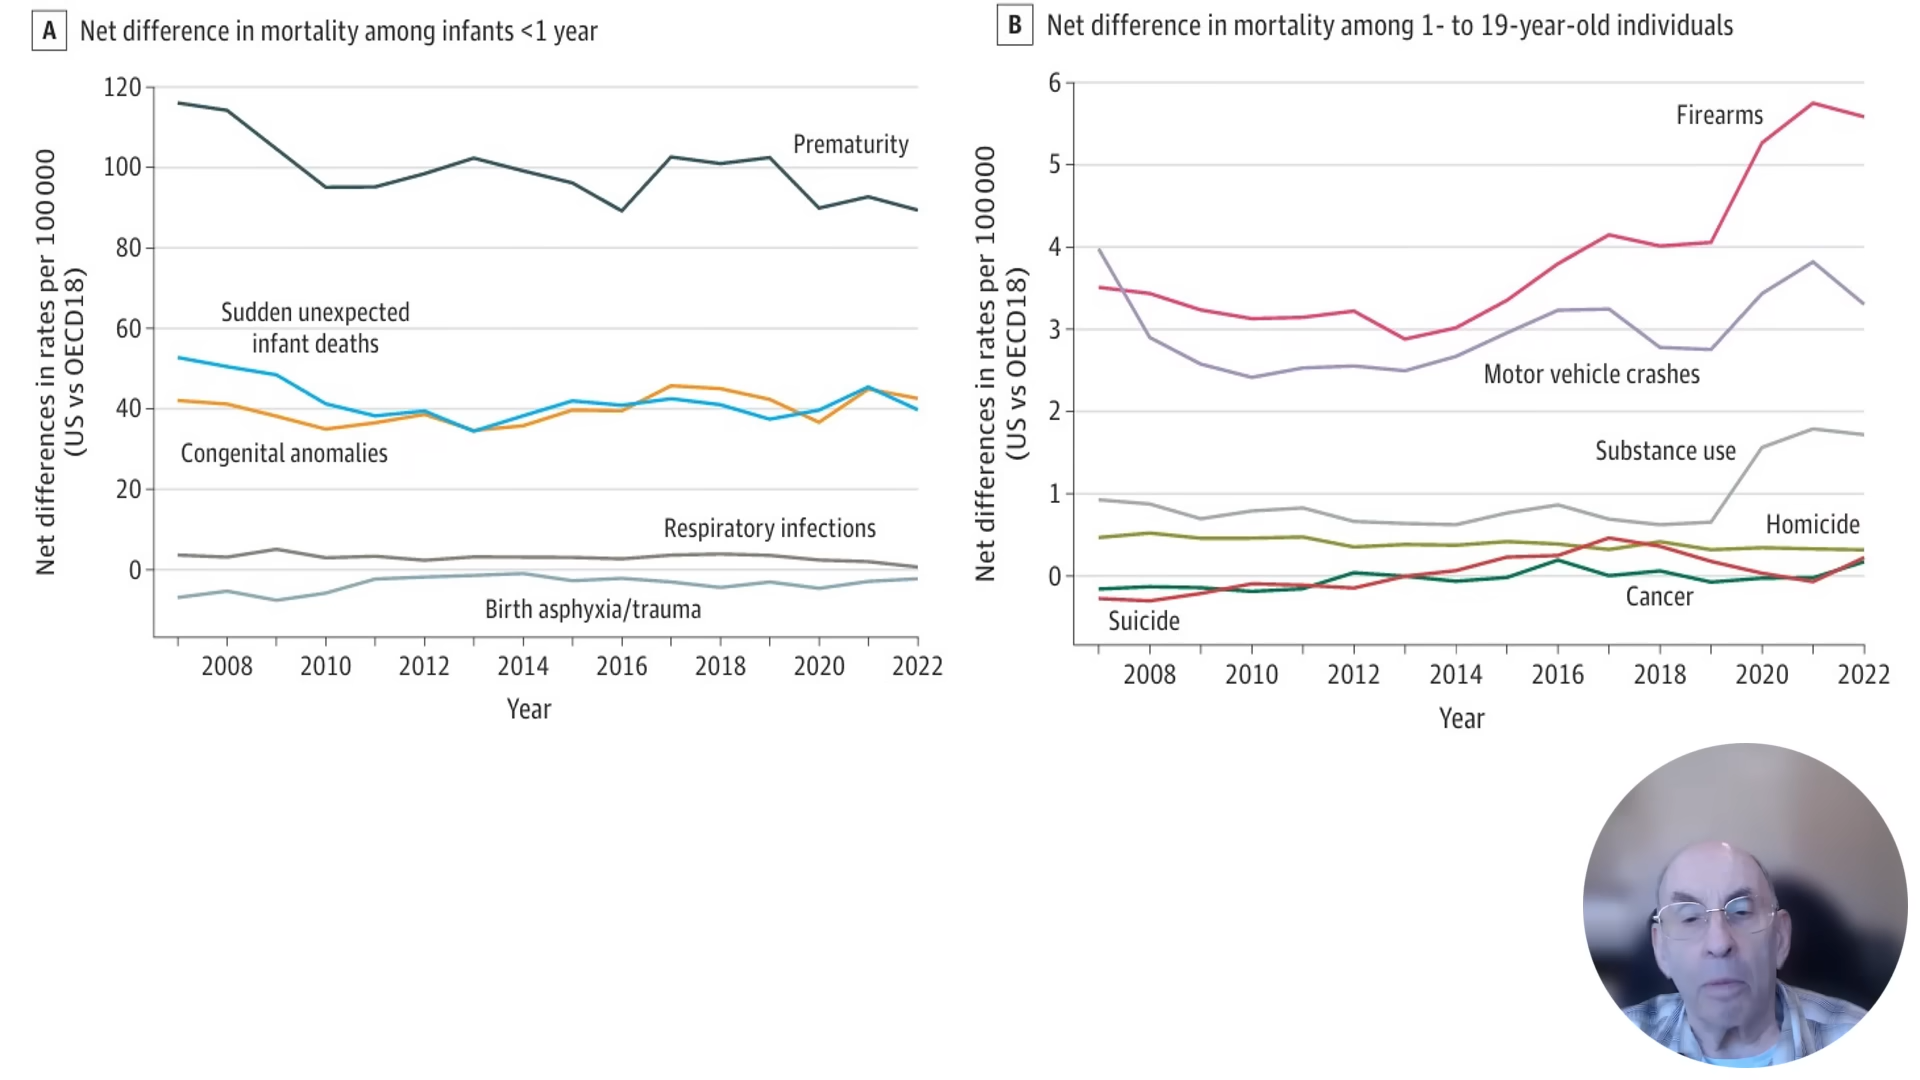 A Net difference in mortality among infants <1 year
Net differences in rates per 100 000
(US vs OECD18)
120
100
80
60
40
20
0
Prematurity
Sudden unexpected
infant deaths
Congenital anomalies
Respiratory infections
Birth asphyxia/trauma
2008 2010 2012 2014 2016 2018 2020 2022
Year
B Net difference in mortality among 1- to 19-year-old individuals
Net differences in rates per 100 000
(US vs OECD18)
6
5
4
3
2
1
0
Firearms
Motor vehicle crashes
Substance use
Homicide
Cancer
Suicide
2008 2010 2012 2014 2016 2018 2020 2022
Year